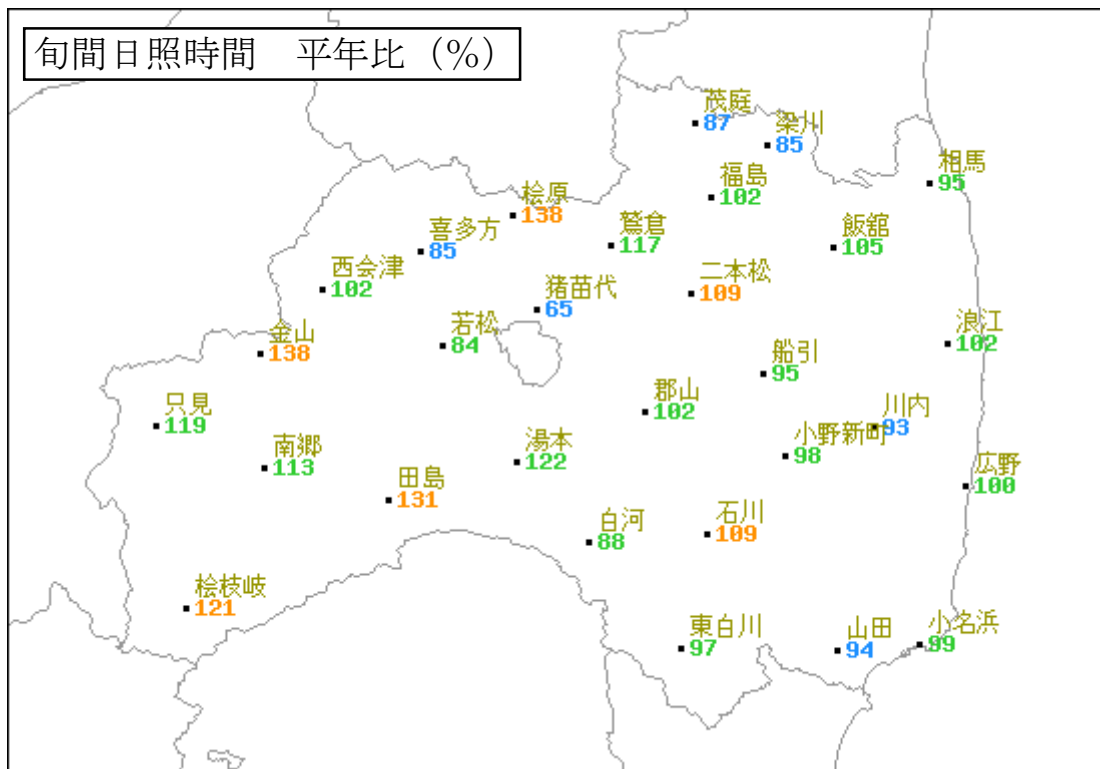 旬間日照時間　平年比（％）
茂庭
87
梁川
85
相馬
95
福島
102
桧原
138
鷲倉
117
飯舘
105
喜多方
85
西会津
102
二本松
109
猪苗代
65
若松
84
浪江
102
金山
138
船引
95
郡山
102
只見
119
川内
93
南郷
113
湯本
122
小野新町
98
広野
100
田島
131
白河
88
石川
109
桧枝岐
121
東白川
97
山田
94
小名浜
99